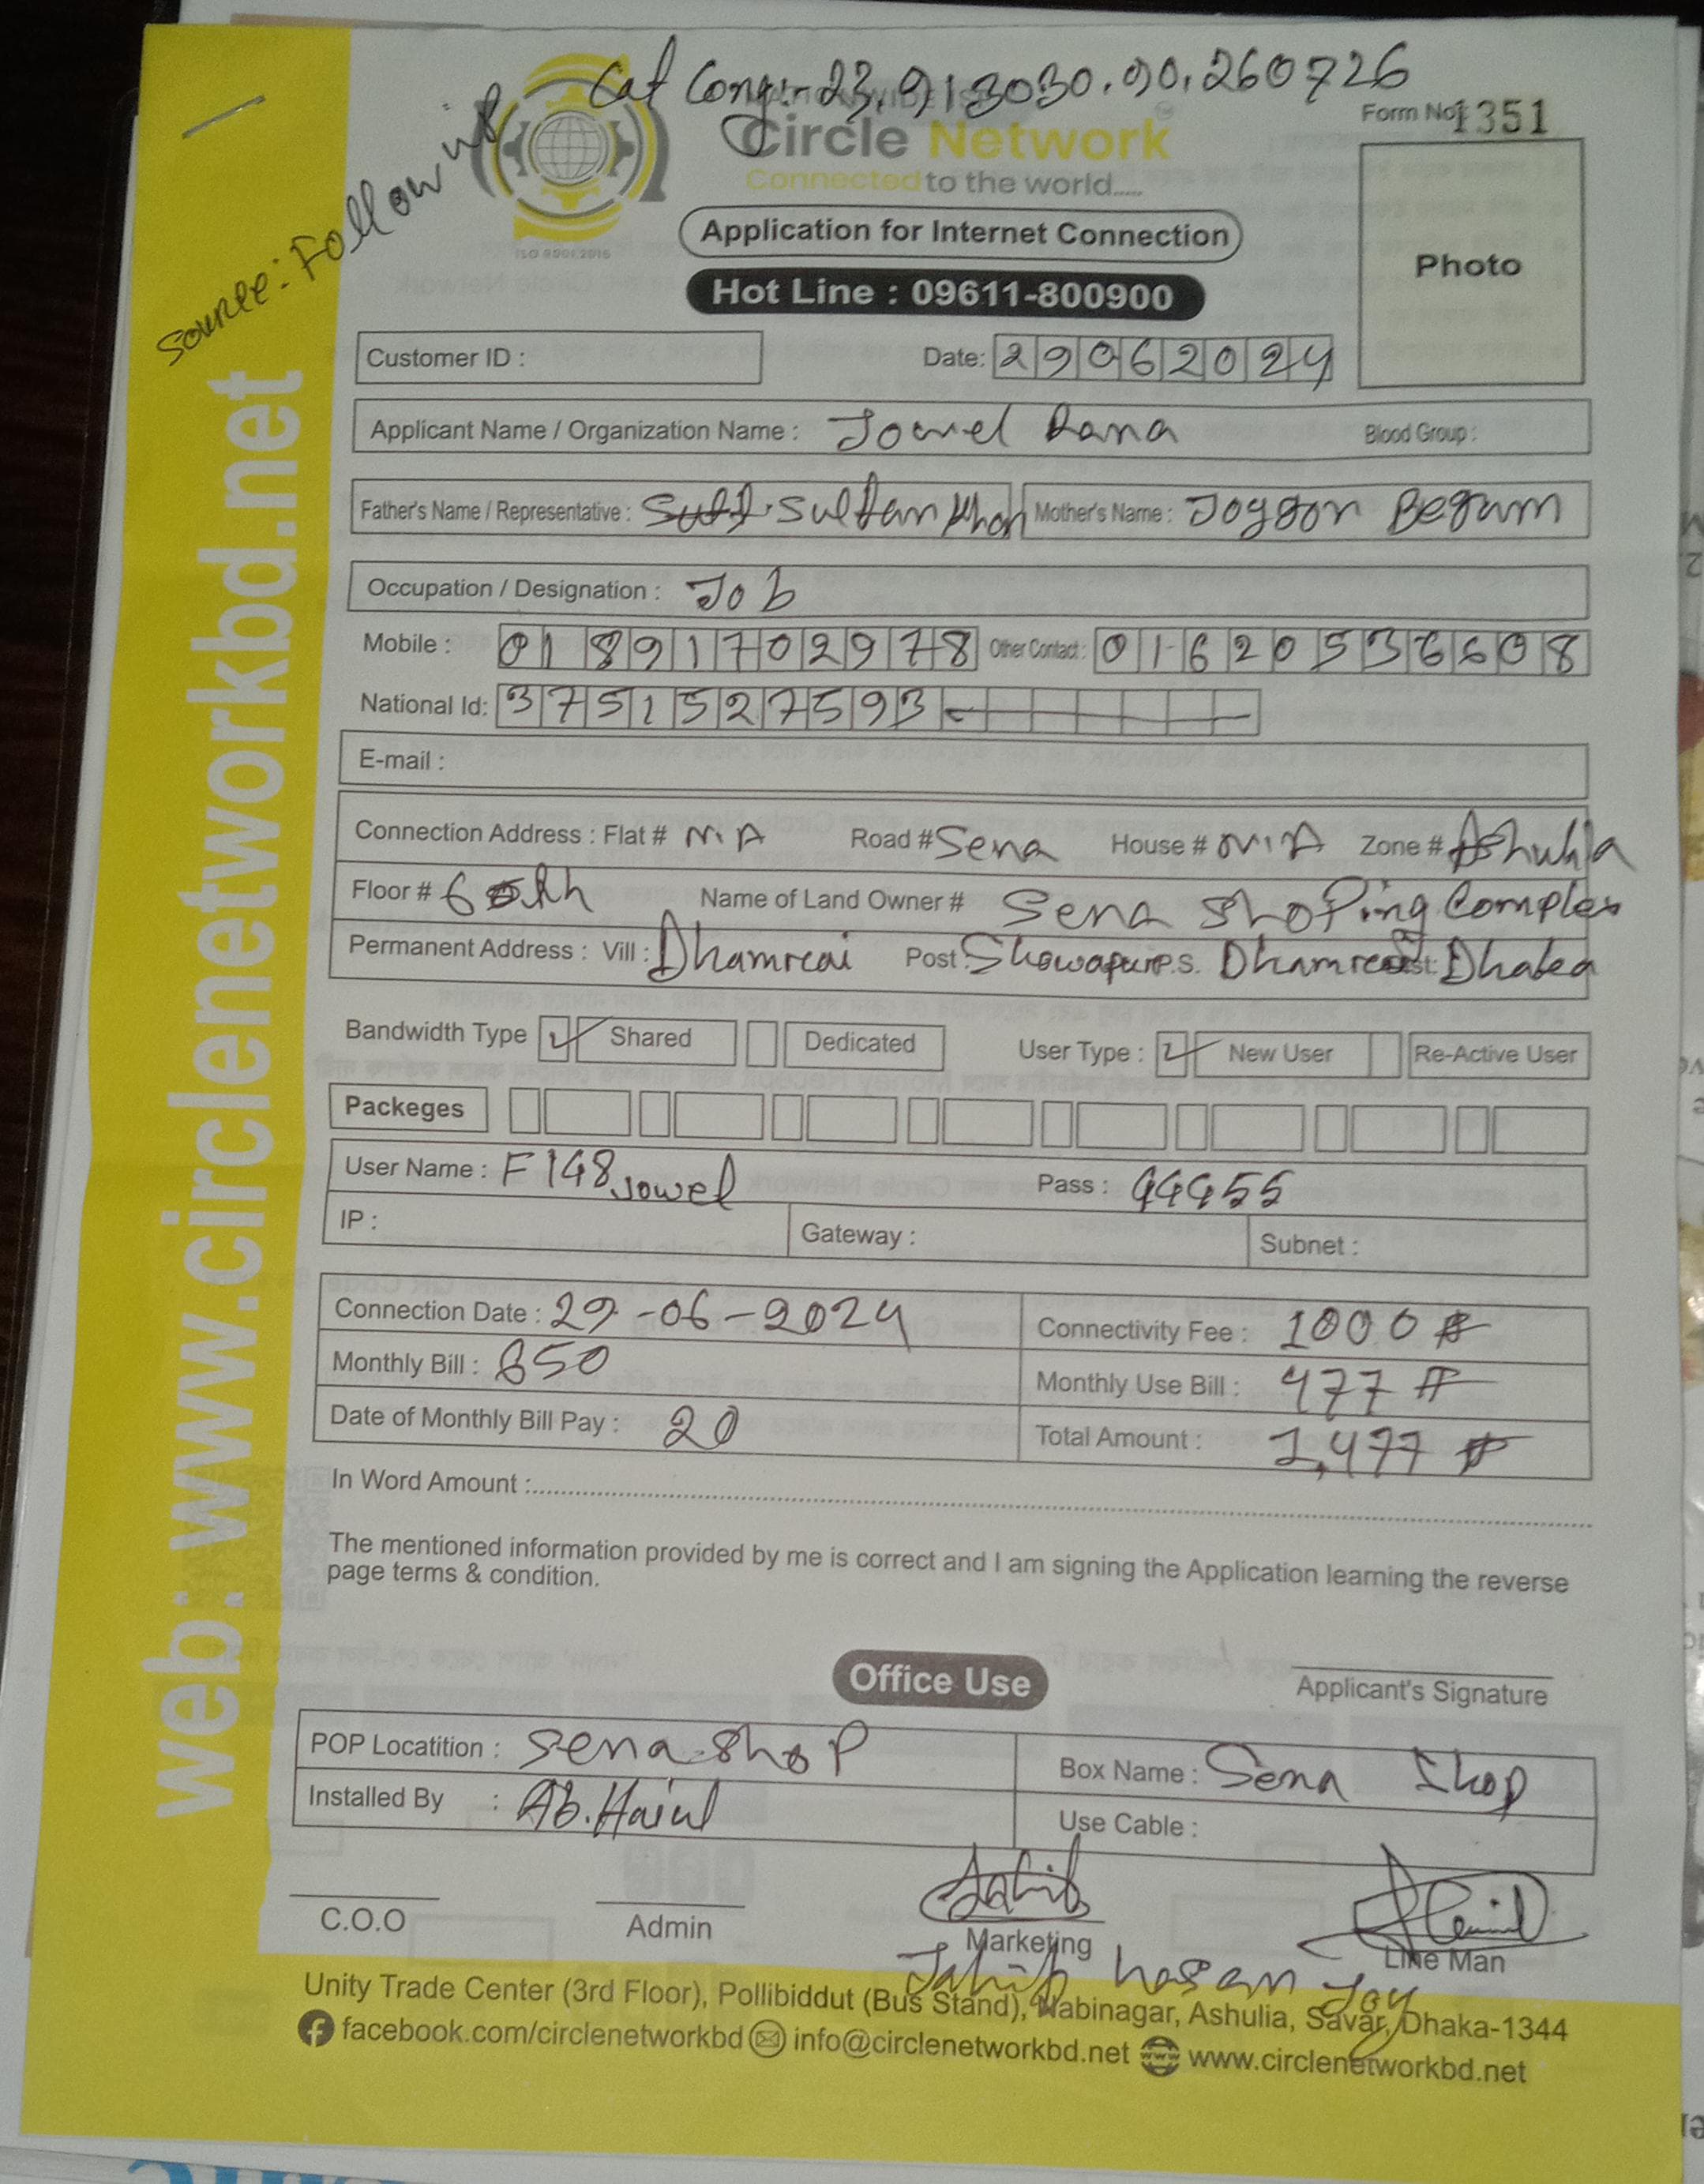 Cat Cong:- 23.913030.90.260726
Source: Follow up
Form No: 1351
Circle Network
Connected to the world.....
ISO 9001:2015
Application for Internet Connection
Hot Line : 09611-800900
Photo
web: www.circlenetworkbd.net
Customer ID :
Date: 29062024
Applicant Name / Organization Name : Jowel Rana Blood Group :
Father's Name / Representative : Sultan Khan Mother's Name : Joygon Begum
Occupation / Designation : Job
Mobile : 01891702978 Other Contact : 01620536608
National Id: 3751527593
E-mail :
Connection Address : Flat # N A Road # Sena House # N A Zone # Ashulia
Floor # 6th Name of Land Owner # Sena Shoping Complex
Permanent Address : Vill : Dhamrai Post : Showapur P.S. Dhamrai Dist: Dhaka
Bandwidth Type Shared Dedicated User Type : New User Re-Active User
Packeges
User Name : F148jowel Pass : 44455
IP : Gateway : Subnet :
Connection Date : 29-06-2024 Connectivity Fee : 1000
Monthly Bill : 650 Monthly Use Bill : 477
Date of Monthly Bill Pay : 20 Total Amount : 1,477
In Word Amount :
The mentioned information provided by me is correct and I am signing the Application learning the reverse
page terms & condition.
Office Use
Applicant's Signature
POP Locatition : Sena Shop Box Name : Sena Shop
Installed By : Use Cable :
C.O.O Admin Marketing Line Man
Jahid hasan Joy
Unity Trade Center (3rd Floor), Pollibiddut (Bus Stand), Nabinagar, Ashulia, Savar, Dhaka-1344
facebook.com/circlenetworkbd info@circlenetworkbd.net www.circlenetworkbd.net